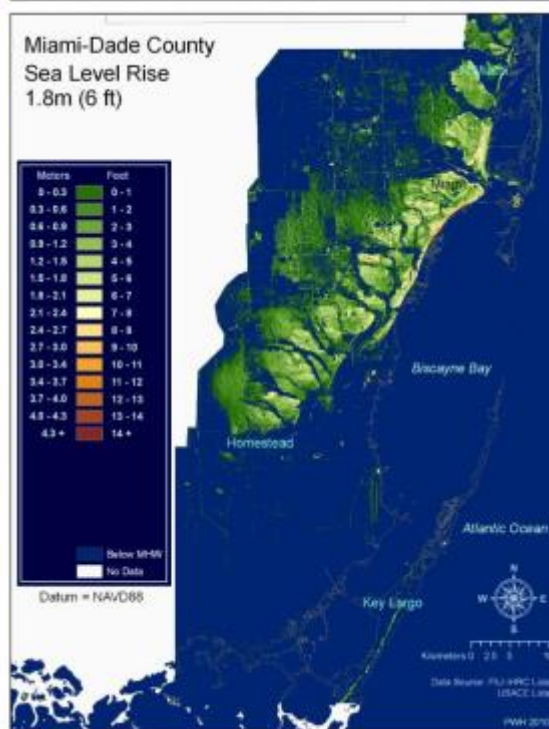 Miami-Dade County
Sea Level Rise
1.8m (6 ft)
Meters Feet
0 - 0.3 0 - 1
0.3 - 0.6 1 - 2
0.6 - 0.9 2 - 3
0.9 - 1.2 3 - 4
1.2 - 1.5 4 - 5
1.5 - 1.8 5 - 6
1.8 - 2.1 6 - 7
2.1 - 2.4 7 - 8
2.4 - 2.7 8 - 9
2.7 - 3.0 9 - 10
3.0 - 3.4 10 - 11
3.4 - 3.7 11 - 12
3.7 - 4.0 12 - 13
4.0 - 4.3 13 - 14
4.3 + 14 +
Below MHW
No Data
Datum = NAVD88
Miami
Biscayne Bay
Homestead
Atlantic Ocean
Key Largo
N
W E
S
Kilometers 0 2.5 5
Data Source: FIU IHRC
USACE
PWH 2010